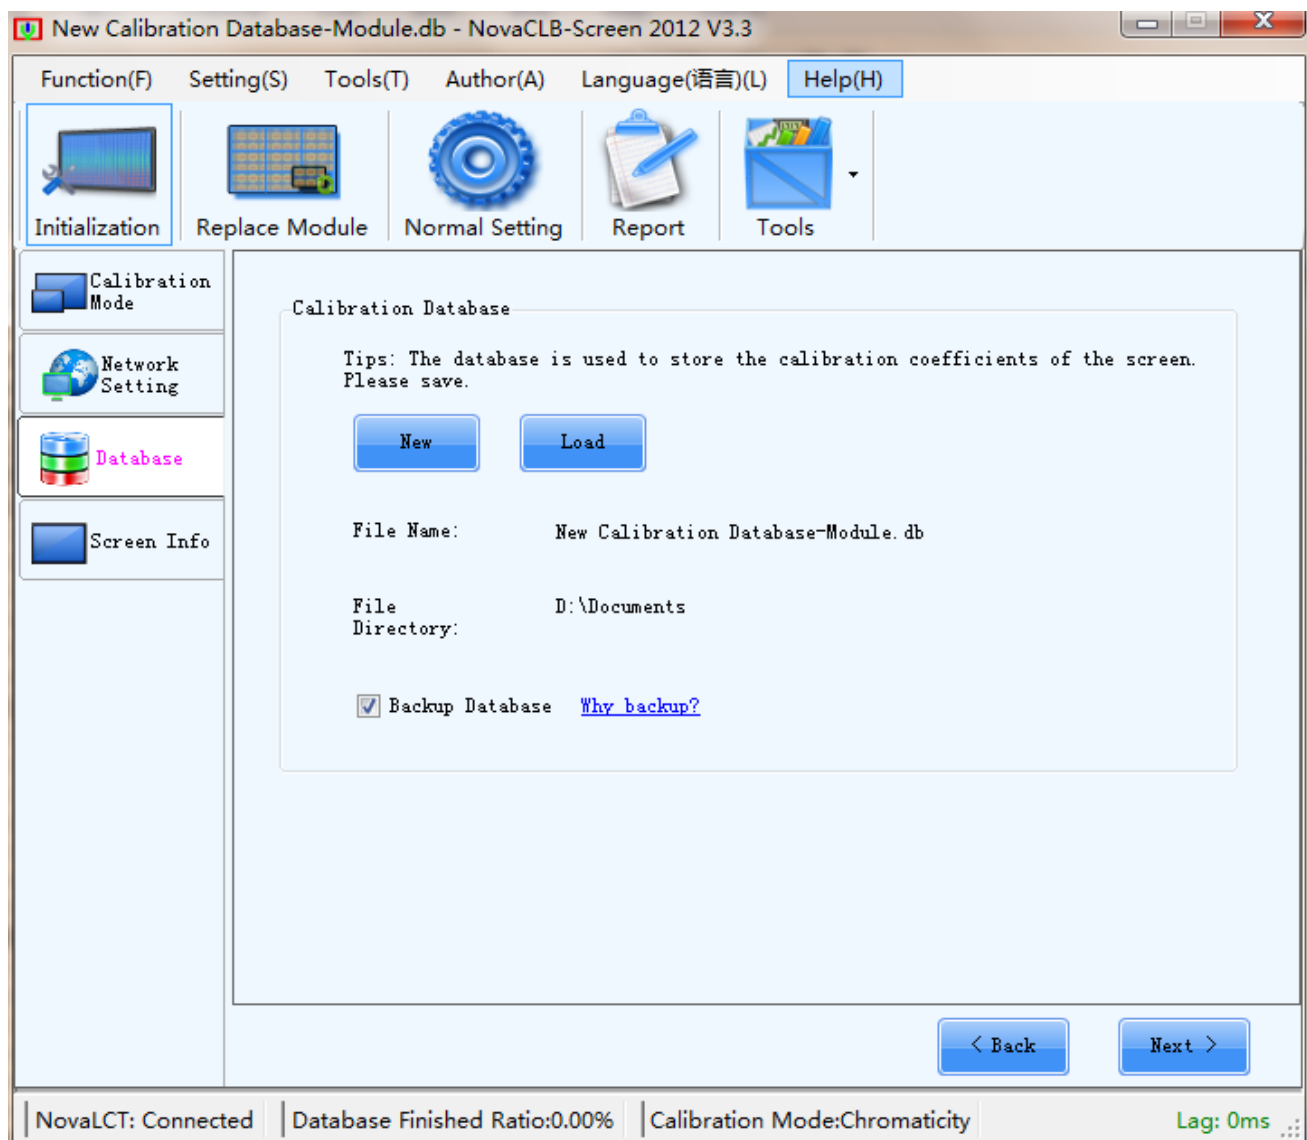 New Calibration Database-Module.db - NovaCLB-Screen 2012 V3.3
Function(F) Setting(S) Tools(T) Author(A) Language(语言)(L) Help(H)
Initialization Replace Module Normal Setting Report Tools
Calibration
Mode
Network
Setting
Database
Screen Info
Calibration Database
Tips: The database is used to store the calibration coefficients of the screen.
Please save.
New Load
File Name: New Calibration Database-Module.db
File
Directory:
D:\Documents
Backup Database Why backup?
< Back Next >
NovaLCT: Connected Database Finished Ratio:0.00% Calibration Mode:Chromaticity Lag: 0ms